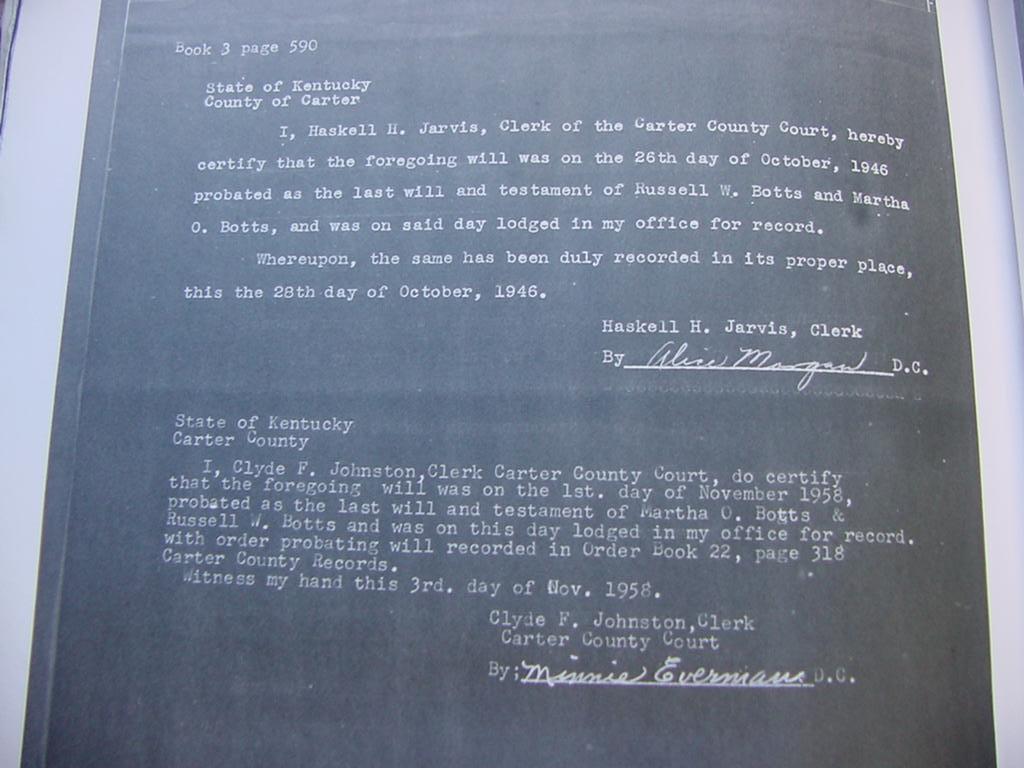 Book 3 page 590
State of Kentucky
County of Carter
I, Haskell H. Jarvis, Clerk of the Carter County Court, hereby
certify that the foregoing will was on the 26th day of October, 1946
probated as the last will and testament of Russell W. Botts and Martha
O. Botts, and was on said day lodged in my office for record.
Whereupon, the same has been duly recorded in its proper place,
this the 28th day of October, 1946.
Haskell H. Jarvis, Clerk
By Alice Morgan D.C.
State of Kentucky
Carter County
I, Clyde F. Johnston,Clerk Carter County Court, do certify
that the foregoing will was on the 1st. day of November 1958,
probated as the last will and testament of Martha O. Botts &
Russell W. Botts and was on this day lodged in my office for record.
with order probating will recorded in Order Book 22, page 318
Carter County Records.
Witness my hand this 3rd. day of Nov. 1958.
Clyde F. Johnston,Clerk
Carter County Court
By; Minnie Everman D.C.